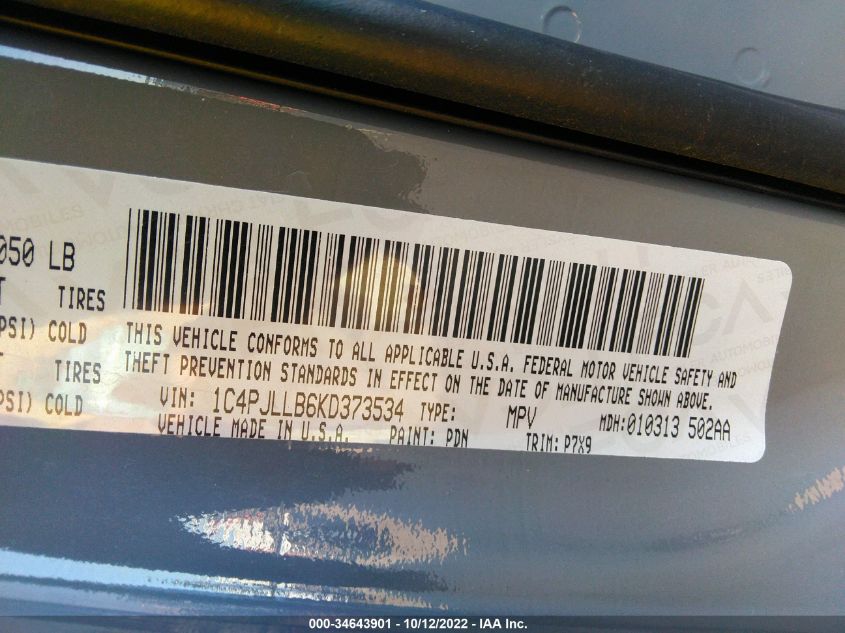 050 LB
TIRES
PSI) COLD
TIRES
PSI) COLD
THIS VEHICLE CONFORMS TO ALL APPLICABLE U.S.A. FEDERAL MOTOR VEHICLE SAFETY AND
THEFT PREVENTION STANDARDS IN EFFECT ON THE DATE OF MANUFACTURE SHOWN ABOVE.
VIN: 1C4PJLLB6KD373534 TYPE: MPV MDH:010313 502AA
VEHICLE MADE IN U.S.A. PAINT: PDN TRIM: P7X9
000-34643901 - 10/12/2022 - IAA Inc.